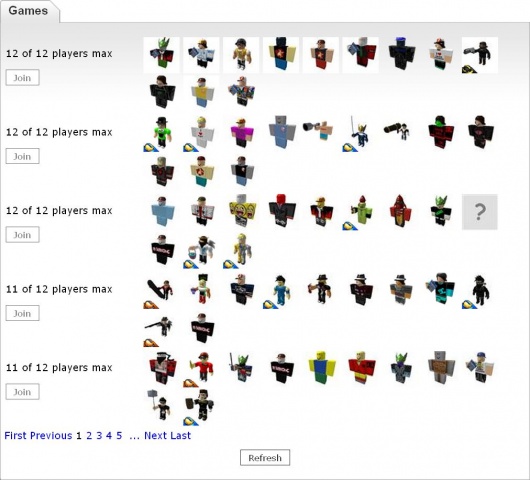 Games
12 of 12 players max
Join
12 of 12 players max
Join
12 of 12 players max
?
Join
11 of 12 players max
Join
11 of 12 players max
Join
First Previous 1 2 3 4 5 ... Next Last
Refresh